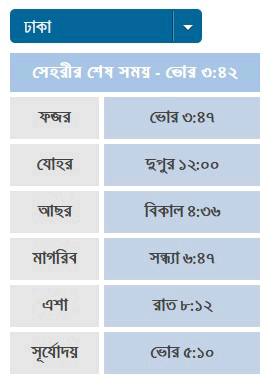 ঢাকা
সেহরীর শেষ সময় - ভোর ৩:৪২
ফজর ভোর ৩:৪৭
যোহর দুপুর ১২:০০
আছর বিকাল ৪:৩৬
মাগরিব সন্ধ্যা ৬:৪৭
এশা রাত ৮:১২
সূর্যোদয় ভোর ৫:১০